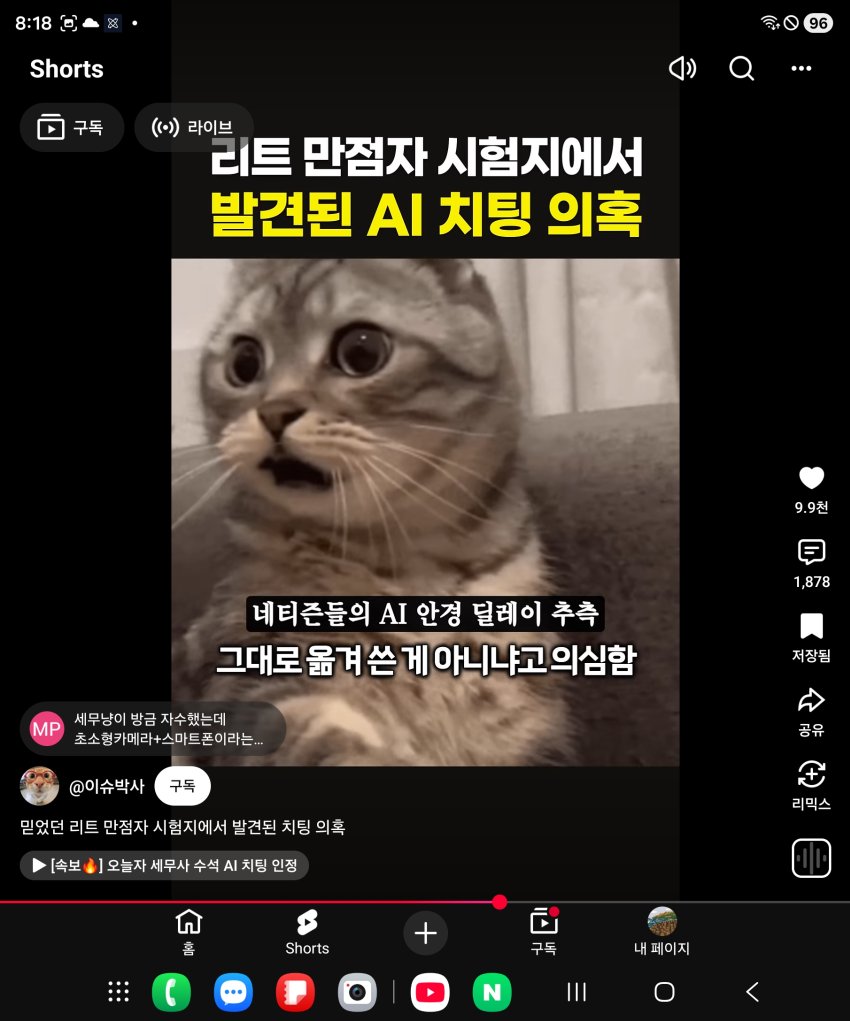 8:18
96
Shorts
구독
라이브
리트 만점자 시험지에서
발견된 AI 치팅 의혹
9.9천
1,878
저장됨
공유
리믹스
네티즌들의 AI 안경 딜레이 추측
그대로 옮겨 쓴 게 아니냐고 의심함
MP
세무냥이 방금 자수했는데
초소형카메라+스마트폰이라는...
@이슈박사
구독
믿었던 리트 만점자 시험지에서 발견된 치팅 의혹
[속보🔥] 오늘자 세무사 수석 AI 치팅 인정
홈
Shorts
구독
내 페이지
N